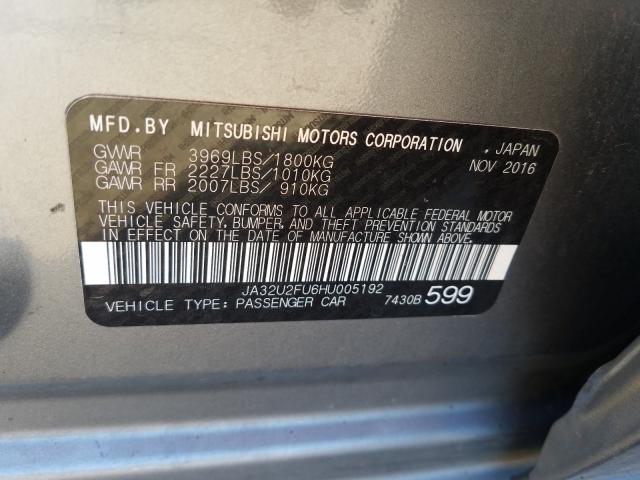 MFD.BY MITSUBISHI MOTORS CORPORATION , JAPAN
GVWR 3969LBS/1800KG NOV 2016
GAWR FR 2227LBS/1010KG
GAWR RR 2007LBS/ 910KG
THIS VEHICLE CONFORMS TO ALL APPLICABLE FEDERAL MOTOR
VEHICLE SAFETY, BUMPER, AND THEFT PREVENTION STANDARDS
IN EFFECT ON THE DATE OF MANUFACTURE SHOWN ABOVE.
JA32U2FU6HU005192
VEHICLE TYPE: PASSENGER CAR 7430B 599